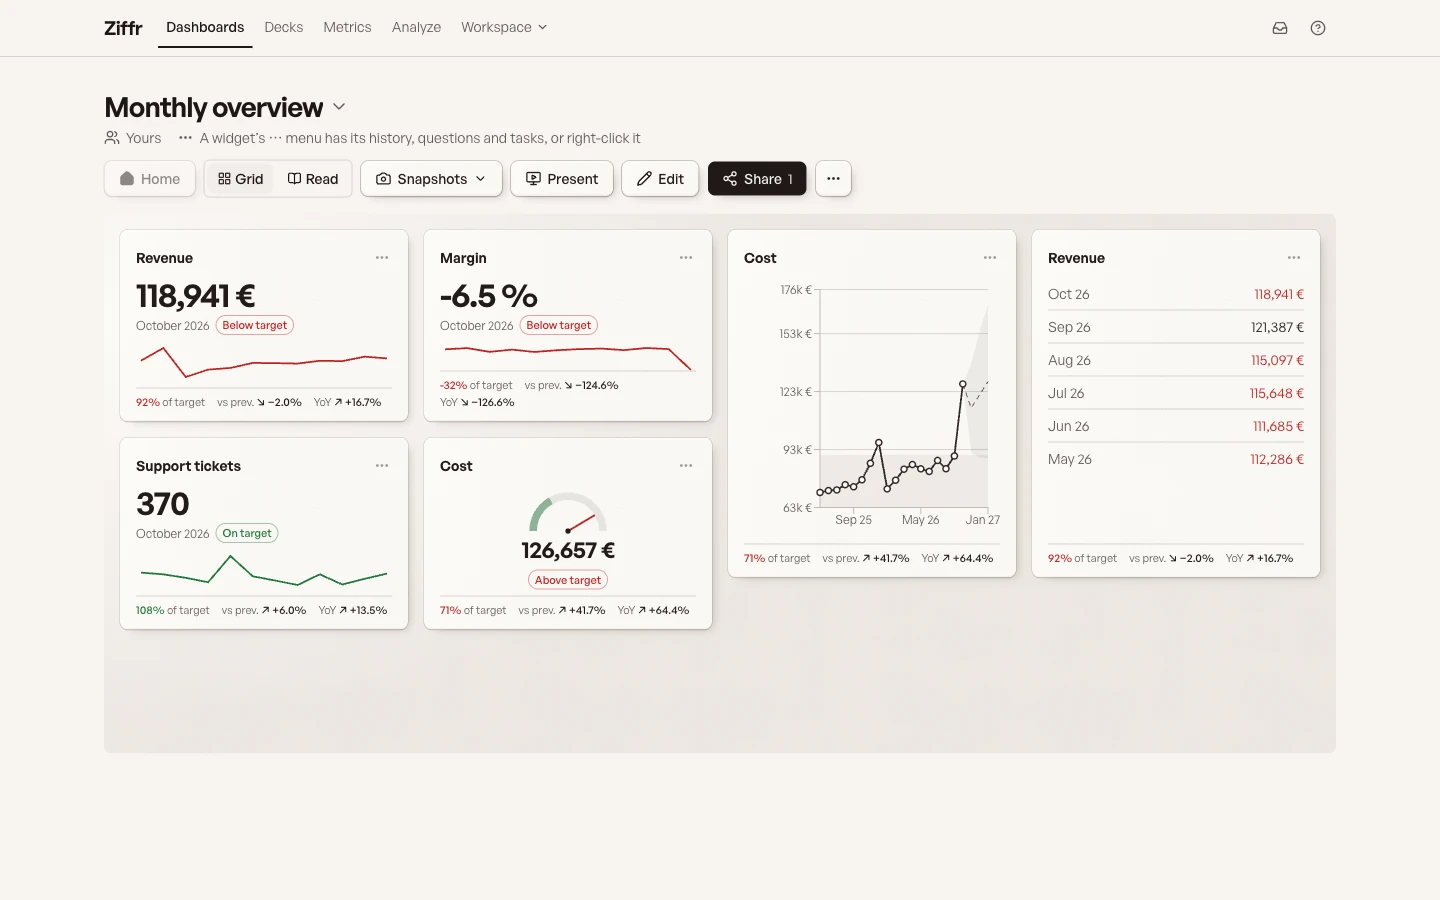 Ziffr Dashboards Decks Metrics Analyze Workspace
Monthly overview
Yours ··· A widget's ··· menu has its history, questions and tasks, or right-click it
Home Grid Read Snapshots Present Edit Share 1 ···
Revenue ···
118,941 €
October 2026 Below target
92% of target vs prev. ↘ −2.0% YoY ↗ +16.7%
Margin ···
-6.5 %
October 2026 Below target
-32% of target vs prev. ↘ −124.6%
YoY ↘ −126.6%
Cost ···
176k €
153k €
123k €
93k €
63k €
Sep 25 May 26 Jan 27
71% of target vs prev. ↗ +41.7% YoY ↗ +64.4%
Revenue ···
Oct 26 118,941 €
Sep 26 121,387 €
Aug 26 115,097 €
Jul 26 115,648 €
Jun 26 111,685 €
May 26 112,286 €
92% of target vs prev. ↘ −2.0% YoY ↗ +16.7%
Support tickets ···
370
October 2026 On target
108% of target vs prev. ↗ +6.0% YoY ↗ +13.5%
Cost ···
126,657 €
Above target
71% of target vs prev. ↗ +41.7% YoY ↗ +64.4%